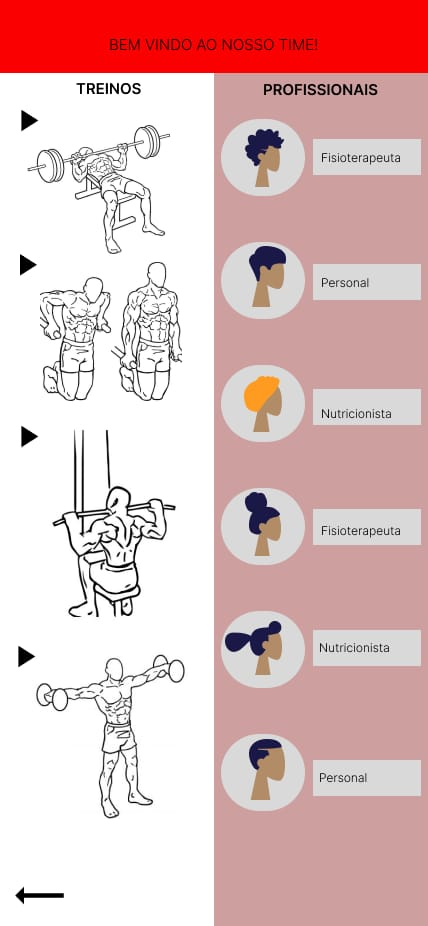 BEM VINDO AO NOSSO TIME!
TREINOS
PROFISSIONAIS
Fisioterapeuta
Personal
Nutricionista
Fisioterapeuta
Nutricionista
Personal